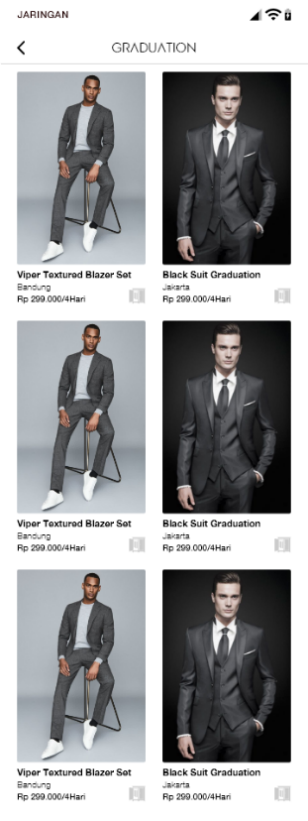 JARINGAN
GRADUATION
Viper Textured Blazer Set
Bandung
Rp 299.000/4Hari
Black Suit Graduation
Jakarta
Rp 299.000/4Hari
Viper Textured Blazer Set
Bandung
Rp 299.000/4Hari
Black Suit Graduation
Jakarta
Rp 299.000/4Hari
Viper Textured Blazer Set
Bandung
Rp 299.000/4Hari
Black Suit Graduation
Jakarta
Rp 299.000/4Hari